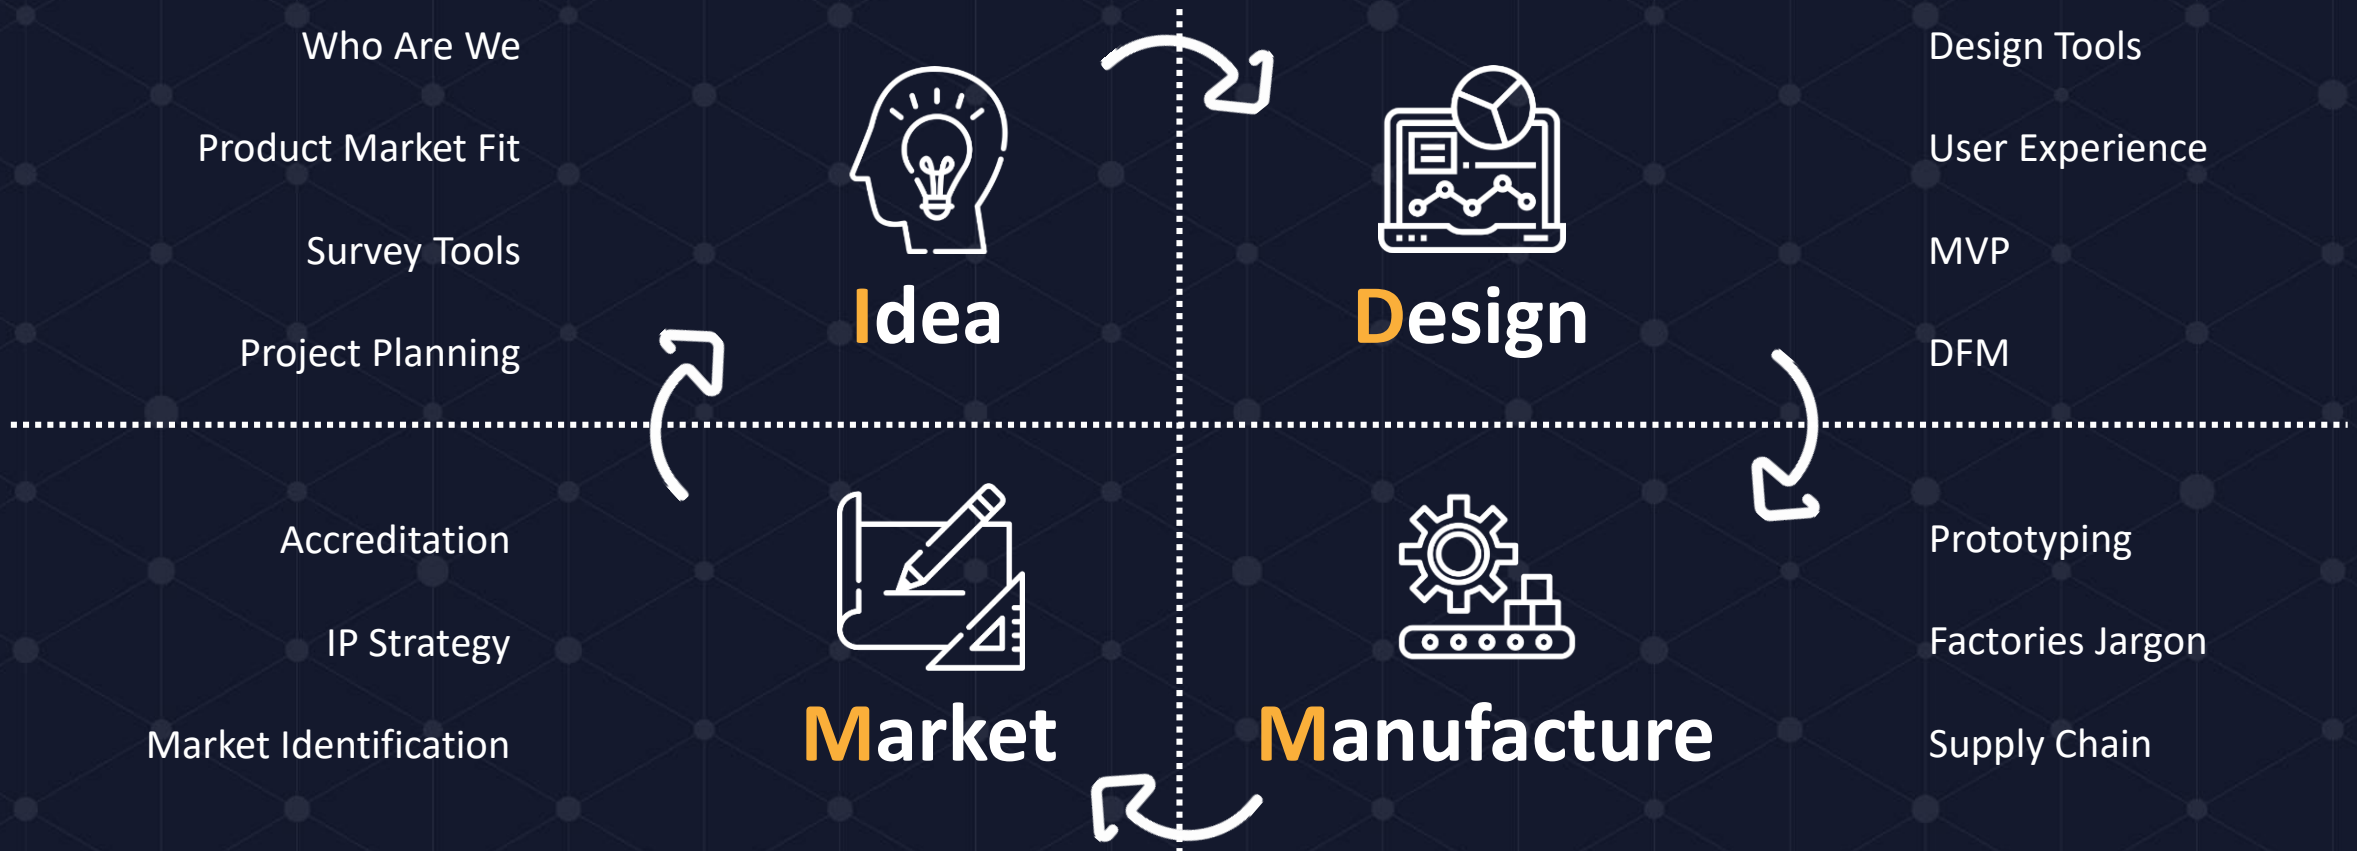 Who Are We
Product Market Fit
Survey Tools
Project Planning
Idea
Design
Design Tools
User Experience
MVP
DFM
Accreditation
IP Strategy
Market Identification
Market
Manufacture
Prototyping
Factories Jargon
Supply Chain